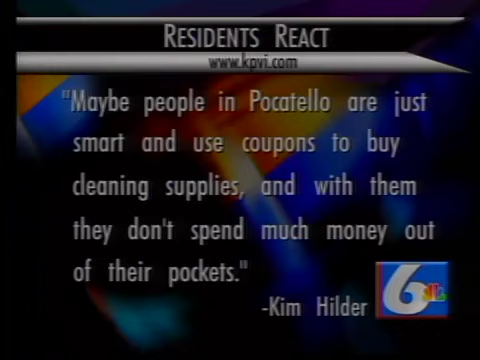 RESIDENTS REACT
www.kpvi.com
"Maybe people in Pocatello are just
smart and use coupons to buy
cleaning supplies, and with them
they don't spend much money out
of their pockets."
-Kim Hilder
6